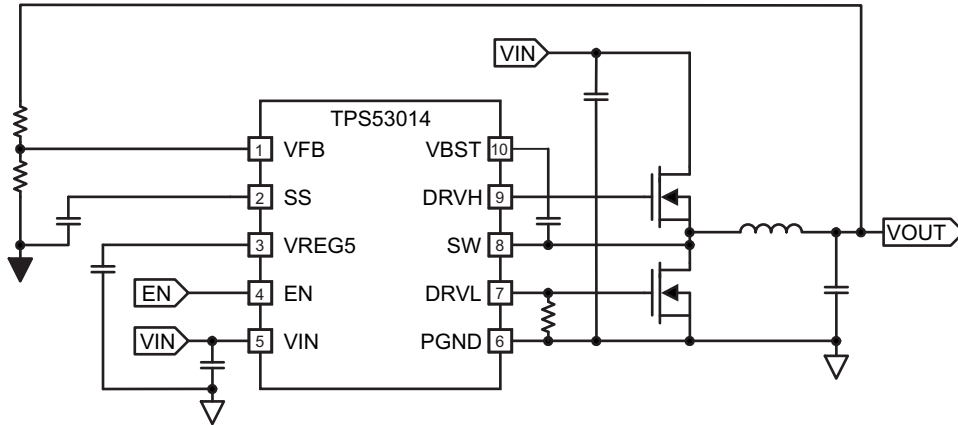 VIN
TPS53014
1 VFB
VBST 10
2 SS
DRVH 9
3 VREG5
SW 8
VOUT
EN
4 EN
DRVL 7
VIN
5 VIN
PGND 6